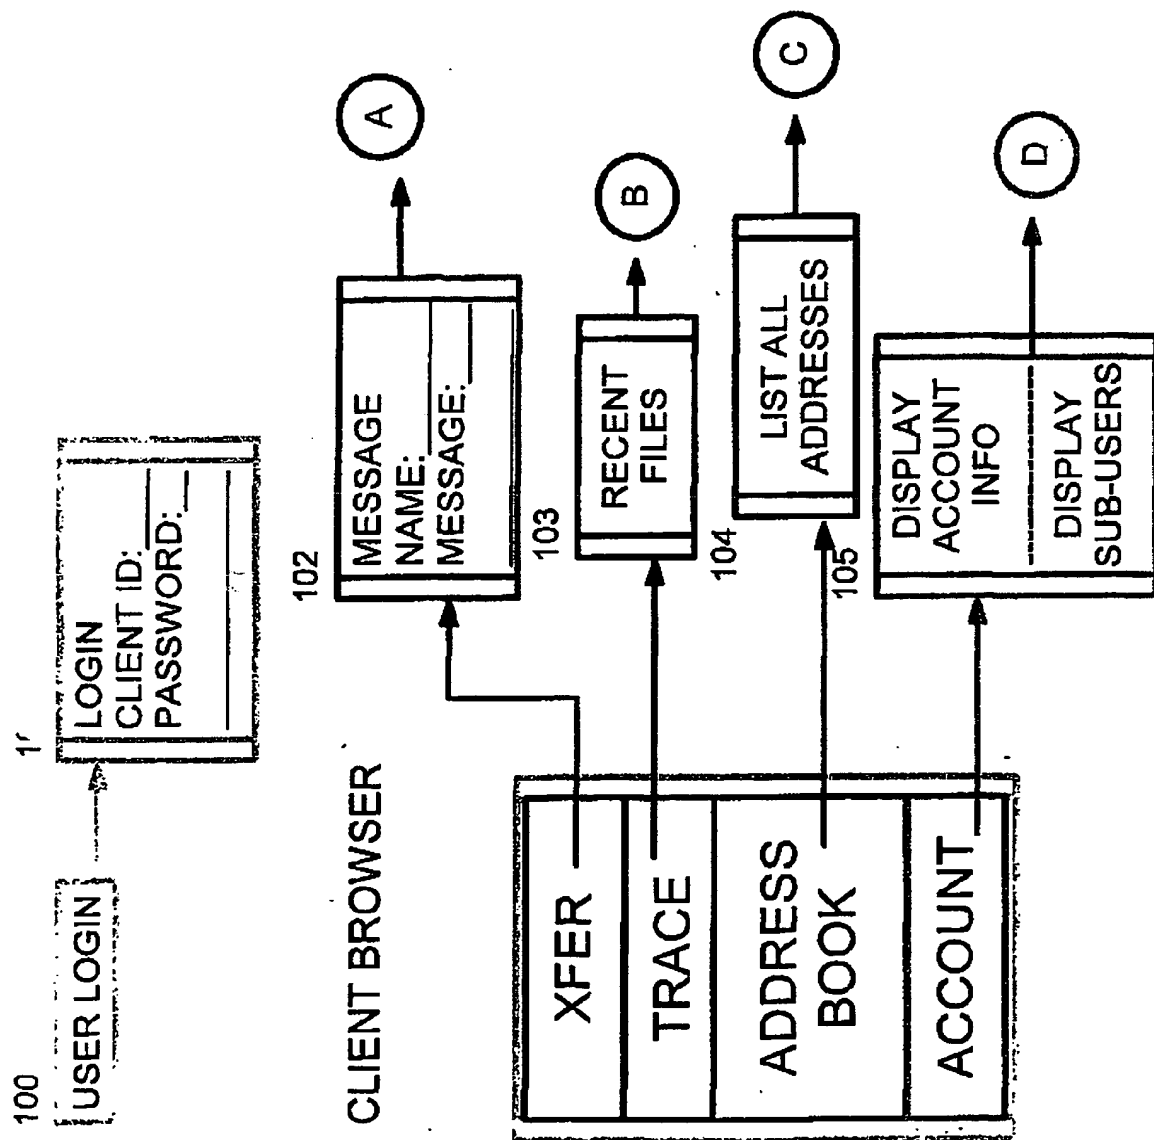 100
USER LOGIN
LOGIN
CLIENT ID:
PASSWORD:
CLIENT BROWSER
XFER
TRACE
ADDRESS
BOOK
ACCOUNT
102
MESSAGE
NAME:
MESSAGE:
A
103
RECENT
FILES
B
104
LIST ALL
ADDRESSES
C
105
DISPLAY
ACCOUNT
INFO
DISPLAY
SUB-USERS
D